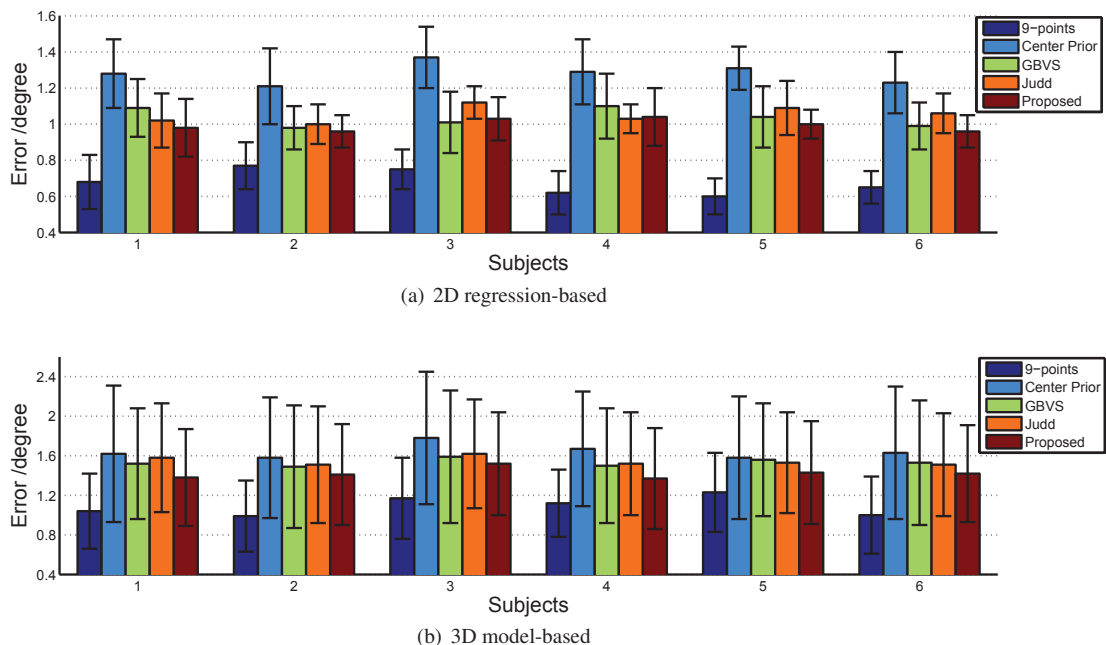 1.6
1.4
1.2
1
0.8
0.6
0.4
Error /degree
1 2 3 4 5 6
Subjects
9−points
Center Prior
GBVS
Judd
Proposed
(a) 2D regression-based
2.4
2
1.6
1.2
0.8
0.4
Error /degree
1 2 3 4 5 6
Subjects
9−points
Center Prior
GBVS
Judd
Proposed
(b) 3D model-based